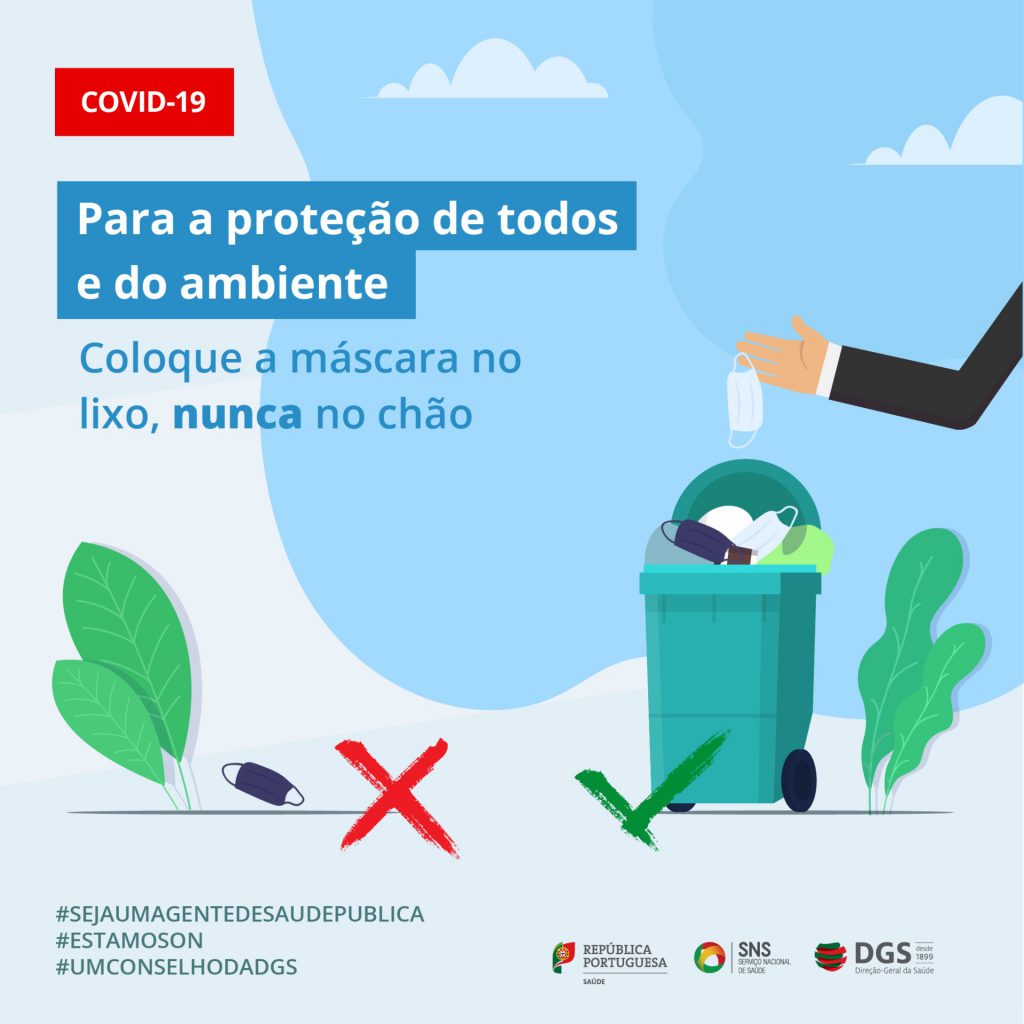 COVID-19
Para a proteção de todos
e do ambiente
Coloque a máscara no
lixo, nunca no chão
#SEJAUMAGENTEDESAUDEPUBLICA
#ESTAMOSON
#UMCONSELHODADGS
REPÚBLICA
PORTUGUESA
SAÚDE
SNS
SERVIÇO NACIONAL
DE SAÚDE
DGS desde
1899
Direção-Geral da Saúde